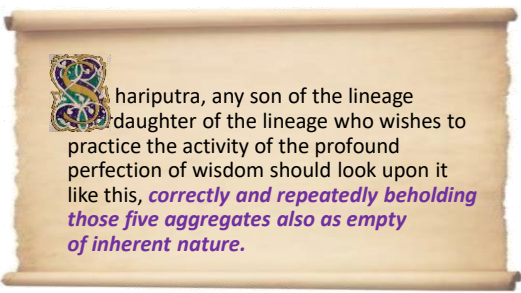 Shariputra, any son of the lineage
daughter of the lineage who wishes to
practice the activity of the profound
perfection of wisdom should look upon it
like this, correctly and repeatedly beholding
those five aggregates also as empty
of inherent nature.